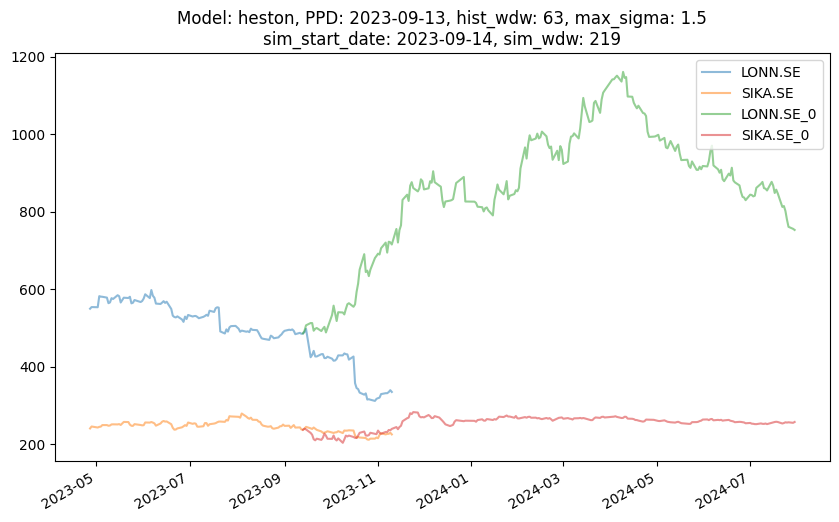 Model: heston, PPD: 2023-09-13, hist_wdw: 63, max_sigma: 1.5
sim_start_date: 2023-09-14, sim_wdw: 219
LONN.SE
SIKA.SE
LONN.SE_0
SIKA.SE_0
1200
1000
800
600
400
200
2023-05
2023-07
2023-09
2023-11
2024-01
2024-03
2024-05
2024-07